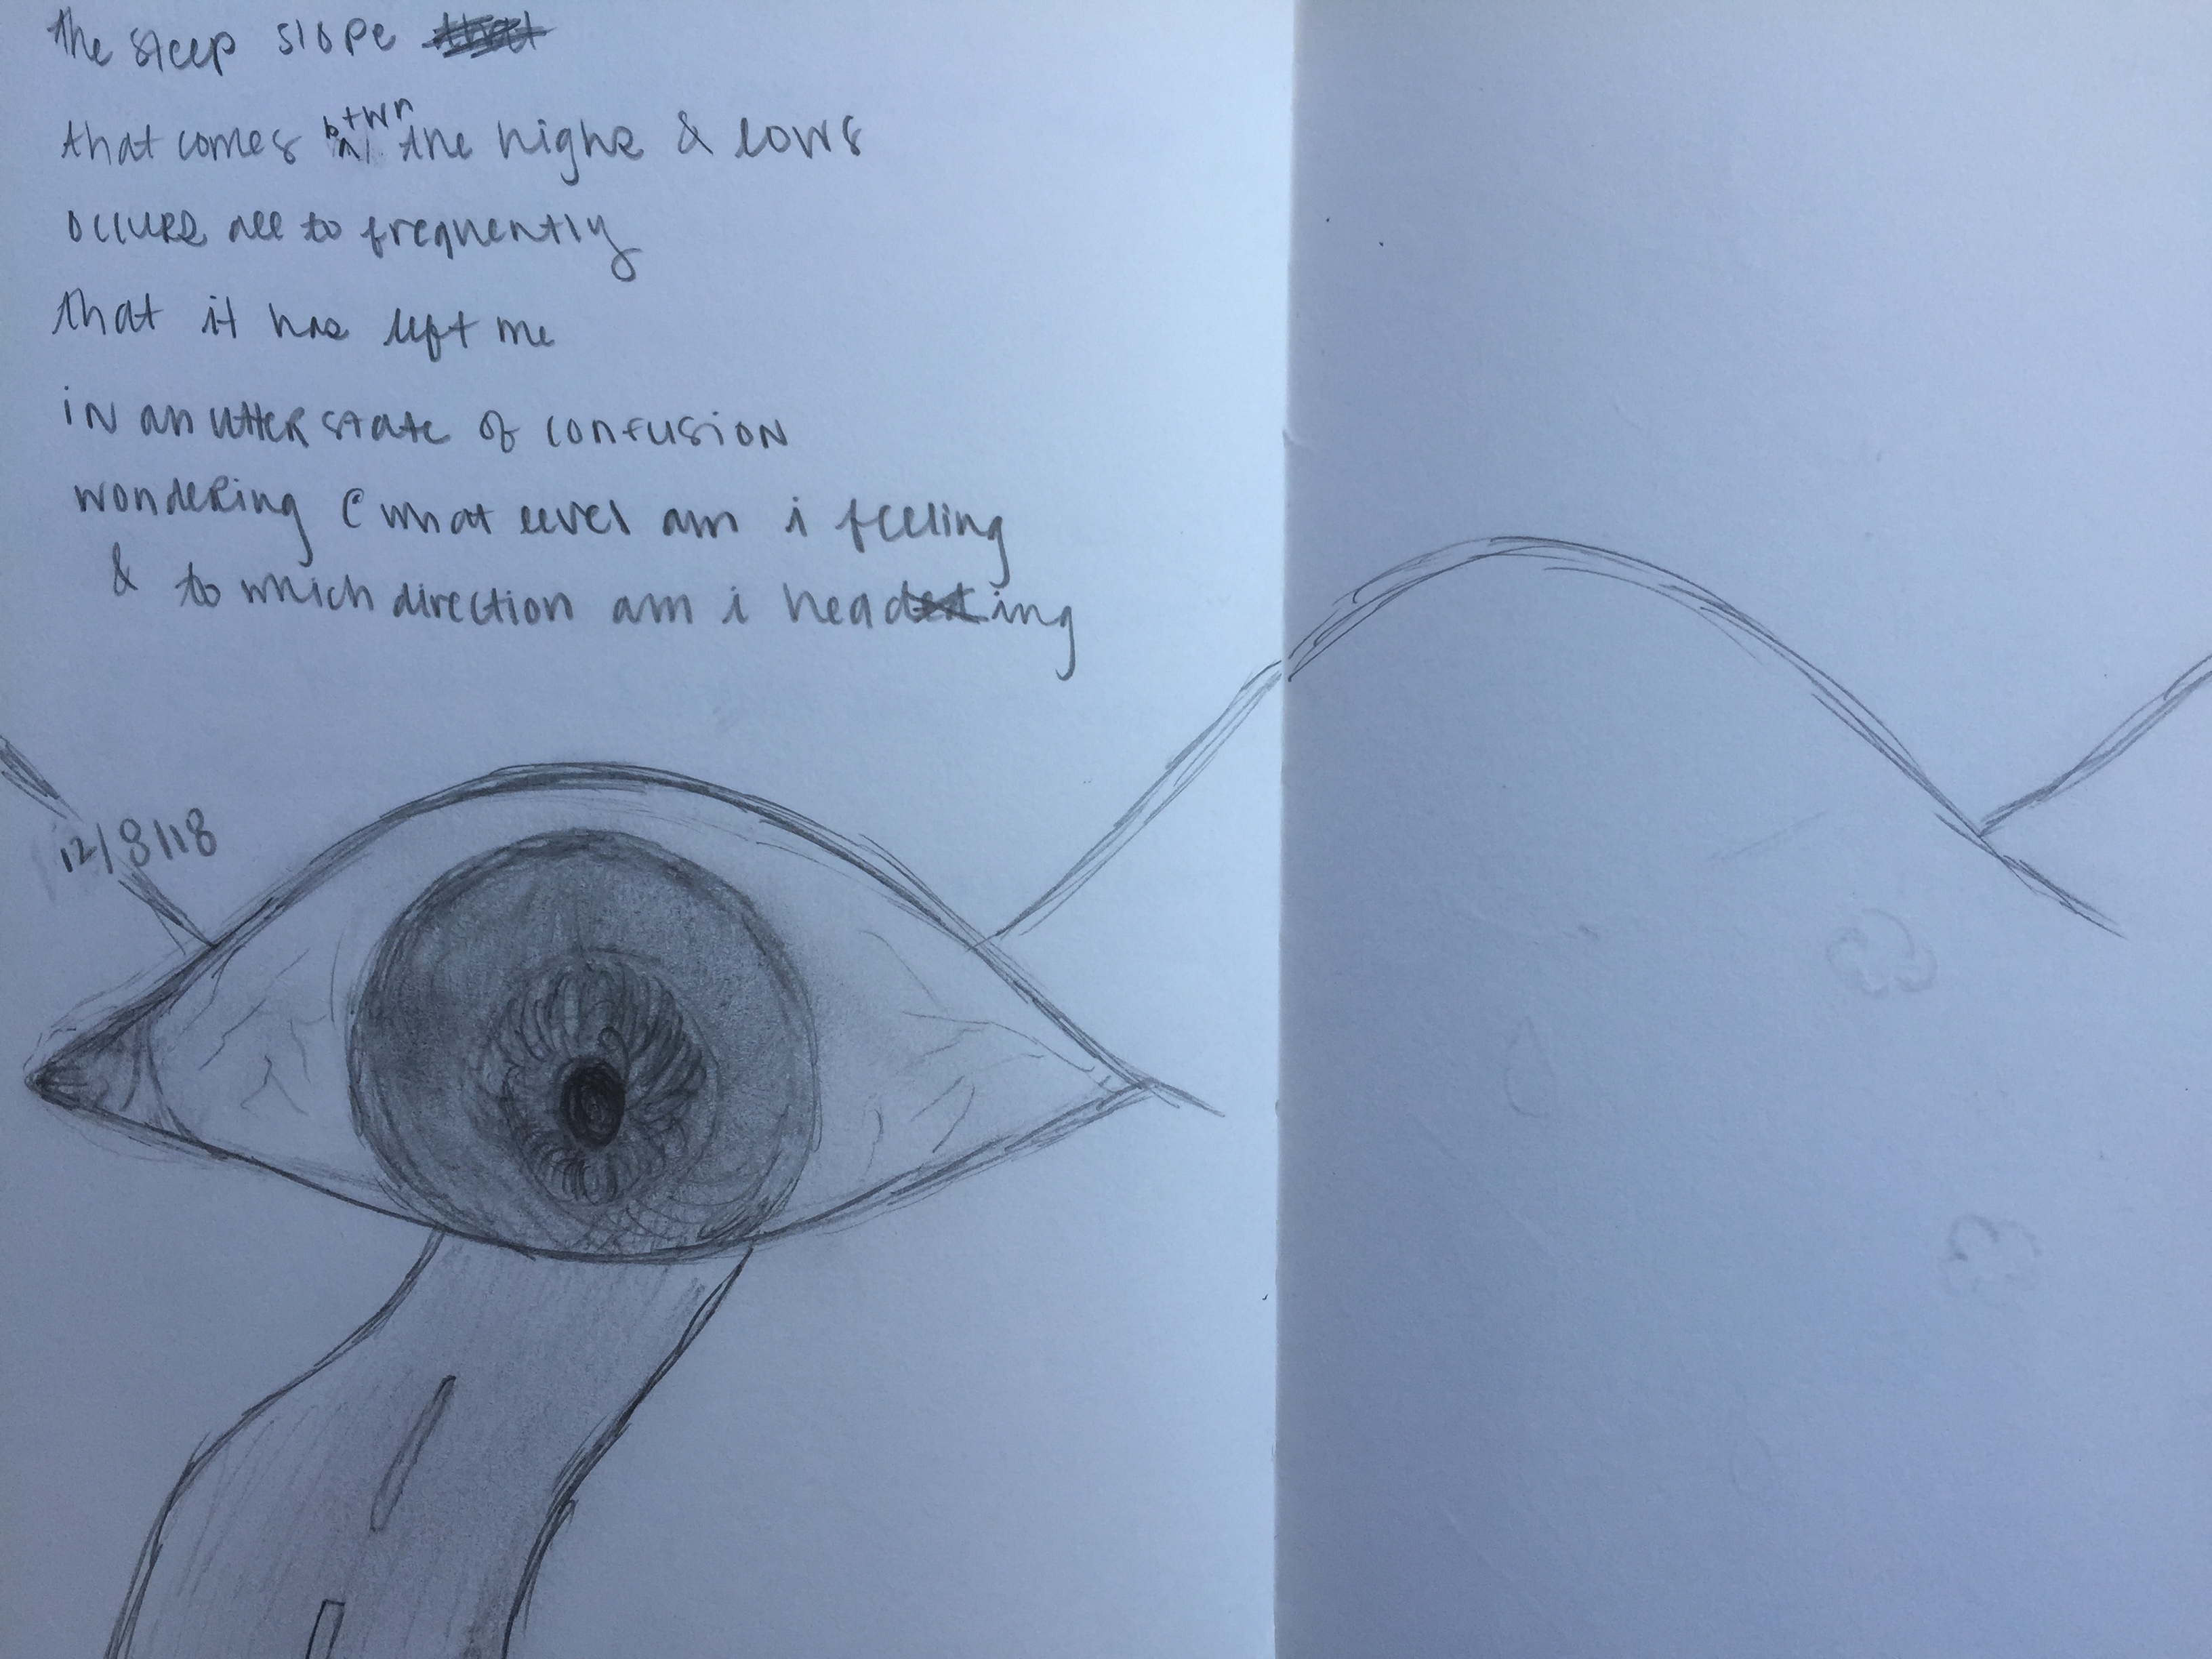 the steep slope
that comes btwn the highs & lows
occurs all to frequently
that it has left me
in an utter state of confusion
wondering @ what level am i feeling
& to which direction am i heading
12/8/18